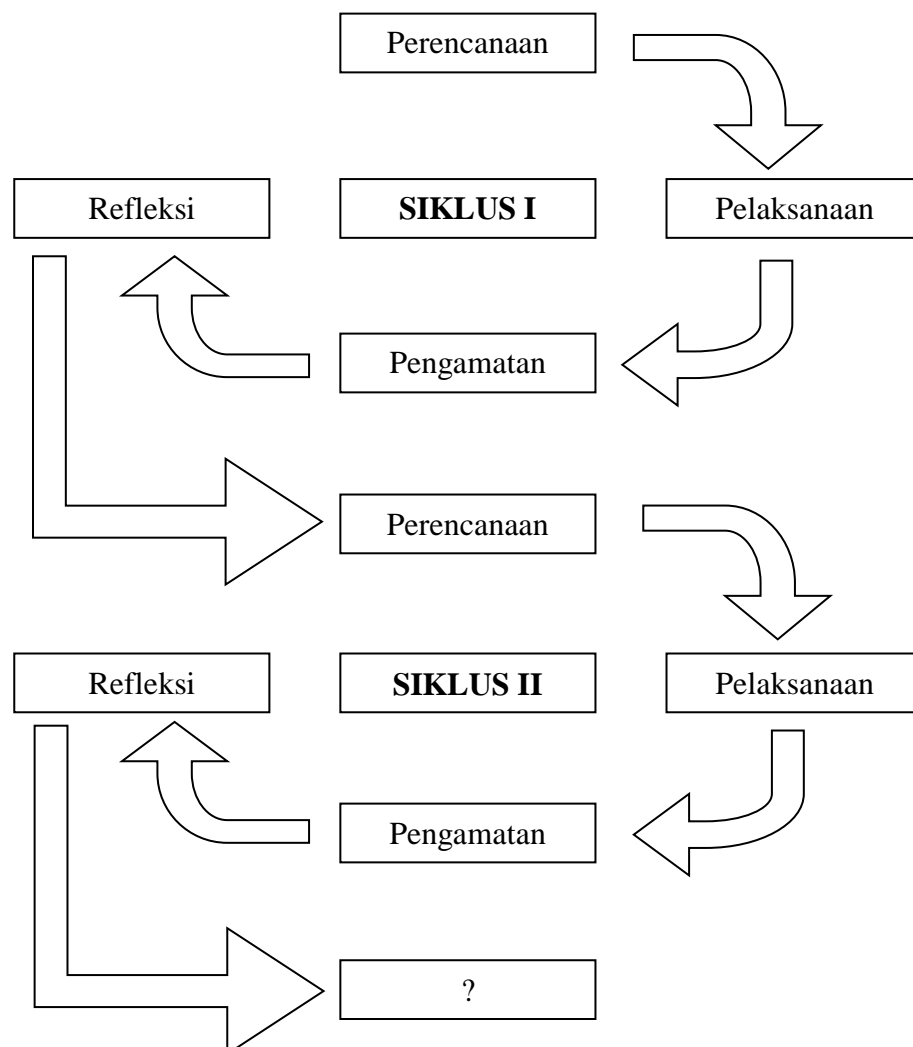 Perencanaan
Refleksi
SIKLUS I
Pelaksanaan
Pengamatan
Perencanaan
Refleksi
SIKLUS II
Pelaksanaan
Pengamatan
?